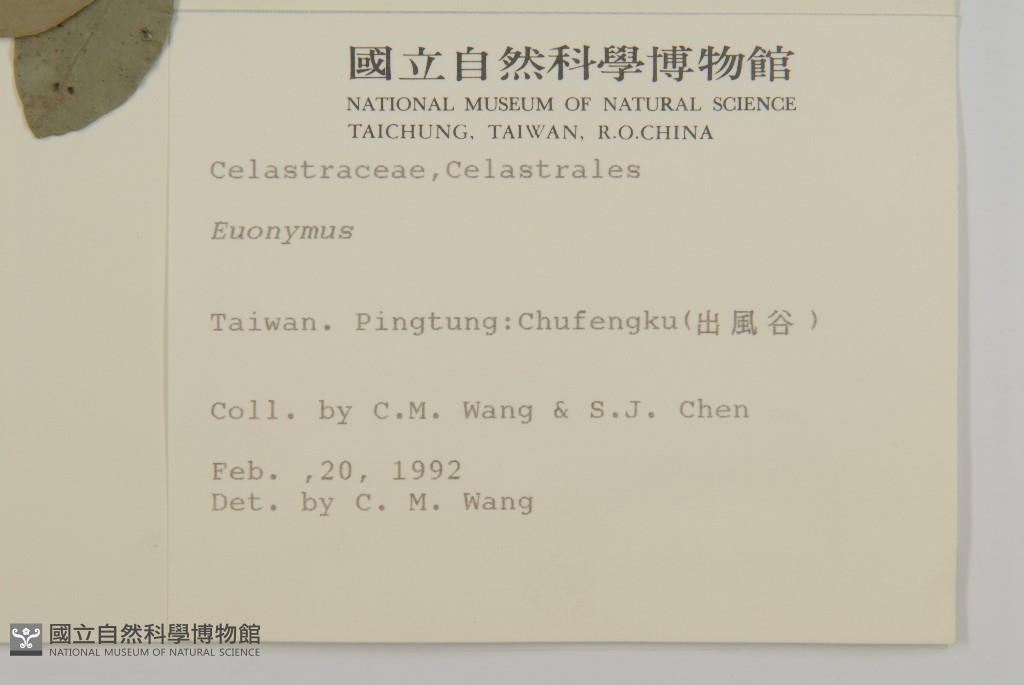 國立自然科學博物館
NATIONAL MUSEUM OF NATURAL SCIENCE
TAICHUNG, TAIWAN, R.O.CHINA
Celastraceae,Celastrales
Euonymus
Taiwan. Pingtung:Chufengku(出風谷)
Coll. by C.M. Wang & S.J. Chen
Feb. ,20, 1992
Det. by C. M. Wang
國立自然科學博物館
NATIONAL MUSEUM OF NATURAL SCIENCE